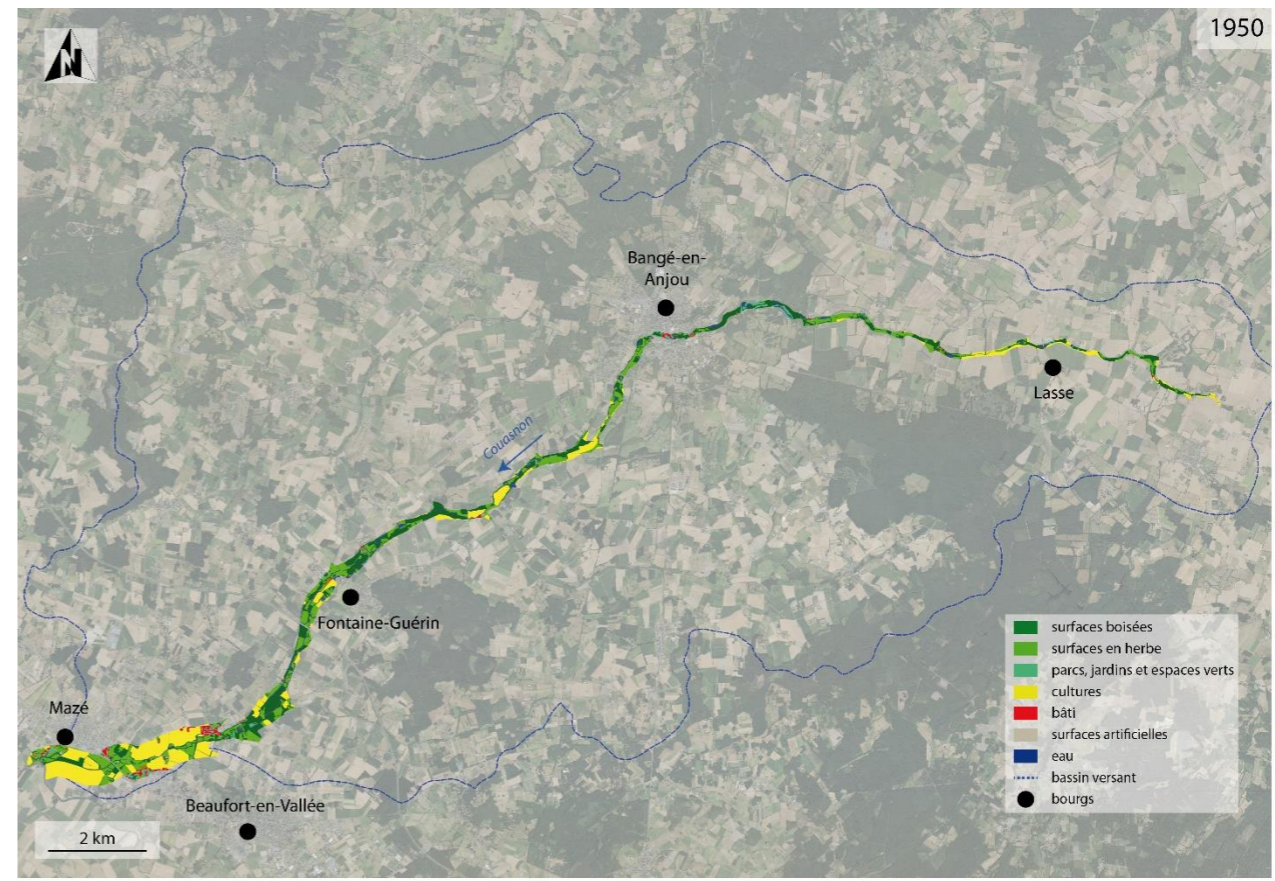 1950
N
Bangé-en-
Anjou
Lasse
Couasnon
Fontaine-Guérin
Mazé
Beaufort-en-Vallée
2 km
surfaces boisées
surfaces en herbe
parcs, jardins et espaces verts
cultures
bâti
surfaces artificielles
eau
bassin versant
bourgs